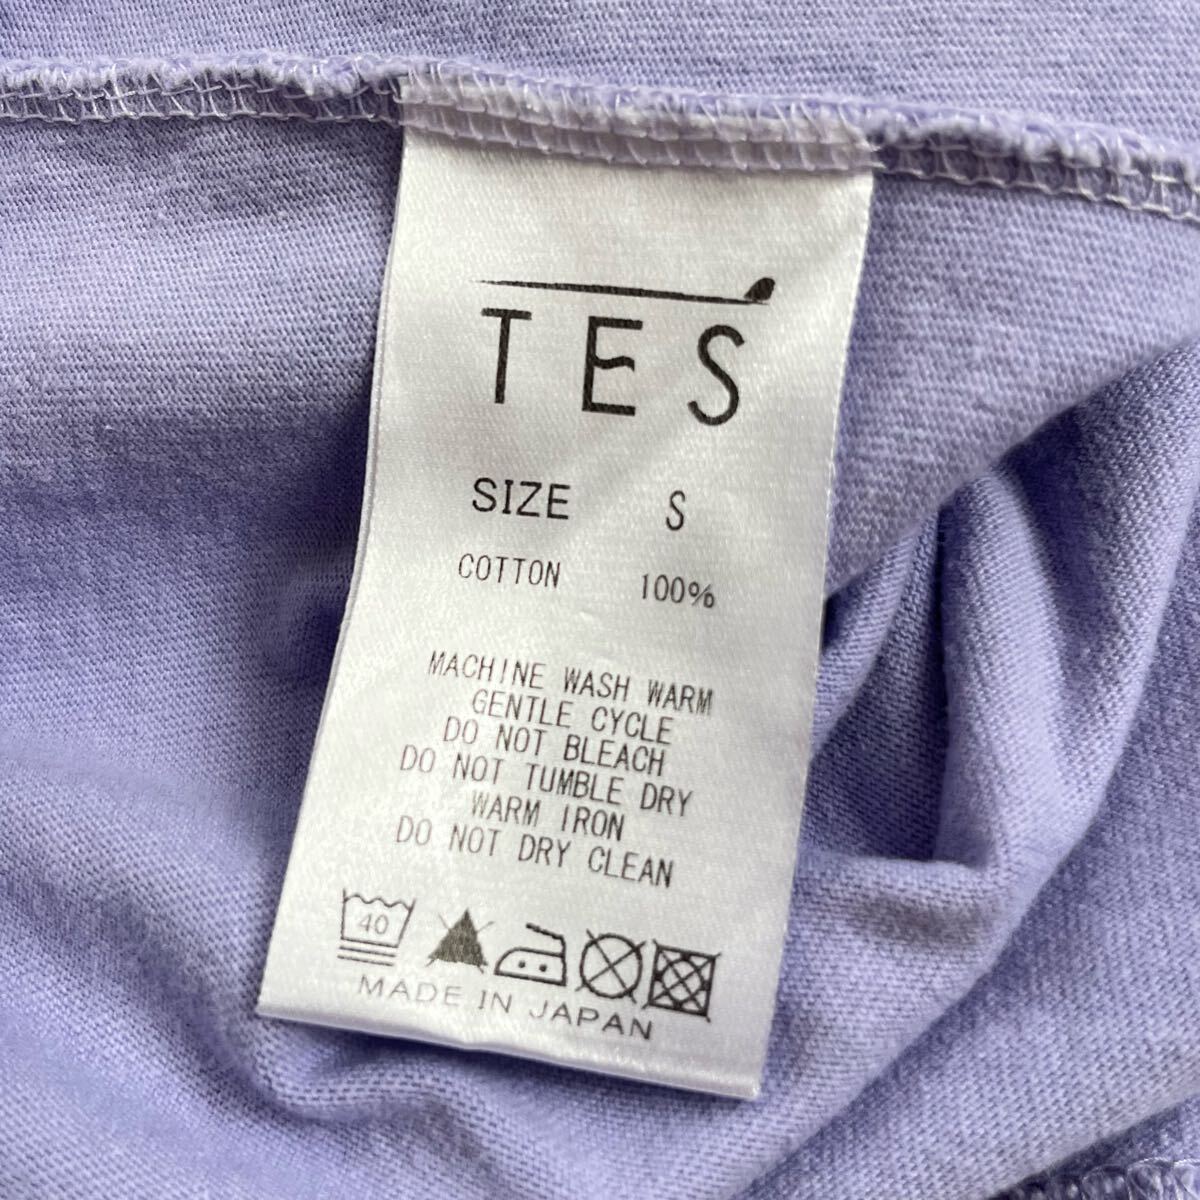 TES
SIZE S
COTTON 100%
MACHINE WASH WARM
GENTLE CYCLE
DO NOT BLEACH
DO NOT TUMBLE DRY
WARM IRON
DO NOT DRY CLEAN
40
MADE IN JAPAN